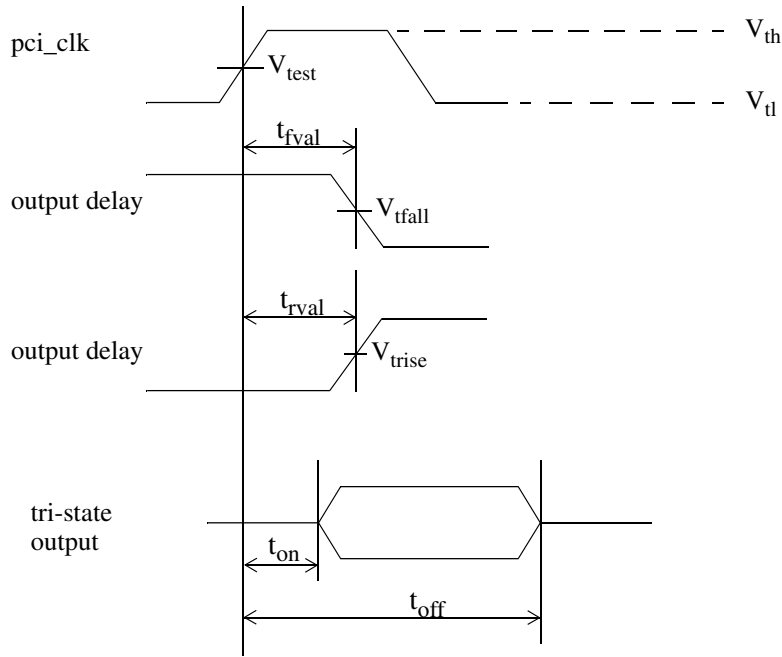 pci_clk
V_th
V_test
V_tl
t_fval
output delay
V_tfall
t_rval
output delay
V_trise
tri-state
output
t_on
t_off